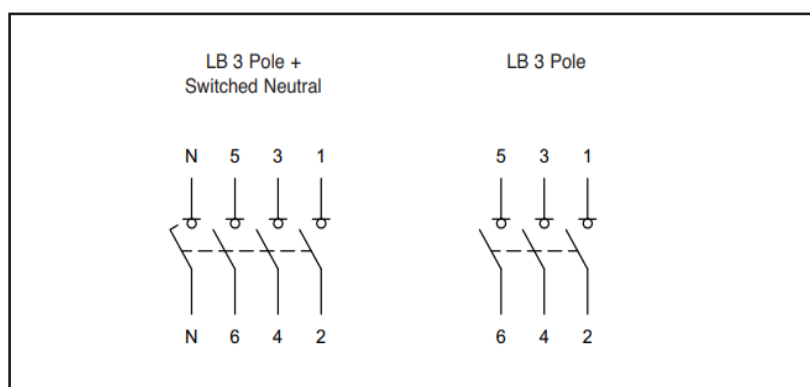 LB 3 Pole +
Switched Neutral
N 5 3 1
N 6 4 2
LB 3 Pole
5 3 1
6 4 2